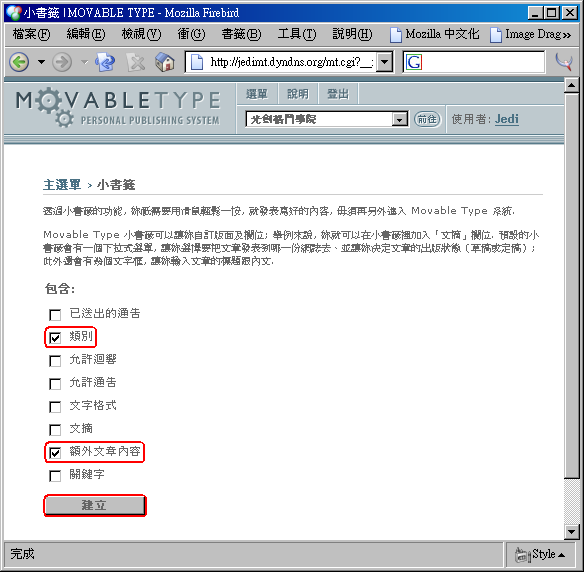 小書籤 | MOVABLE TYPE - Mozilla Firebird
檔案(F) 編輯(E) 檢視(V) 衝(G) 書籤(B) 工具(T) 說明(H) Mozilla 中文化 Image Drag »
http://jedimt.dyndns.org/mt.cgi?__ G
MOVABLETYPE 選單 說明 登出
PERSONAL PUBLISHING SYSTEM 光劍格鬥學院 前往 使用者: Jedi
主選單 > 小書籤
透過小書籤的功能, 妳祇需要用滑鼠輕鬆一按, 就發表寫好的內容, 毋須再另外進入 Movable Type 系統.
Movable Type 小書籤可以讓妳自訂版面及欄位; 舉例來說, 妳就可以在小書籤裡加入「文摘」欄位. 預設的小
書籤會有一個下拉式選單, 讓妳選擇要把文章發表到哪一份網誌去、並讓妳決定文章的出版狀態 (草稿或定稿) ;
此外還會有幾個文字框, 讓妳輸入文章的標題跟內文.
包含:
已送出的通告
類別
允許迴響
允許通告
文字格式
文摘
額外文章內容
關鍵字
建立
完成 Style